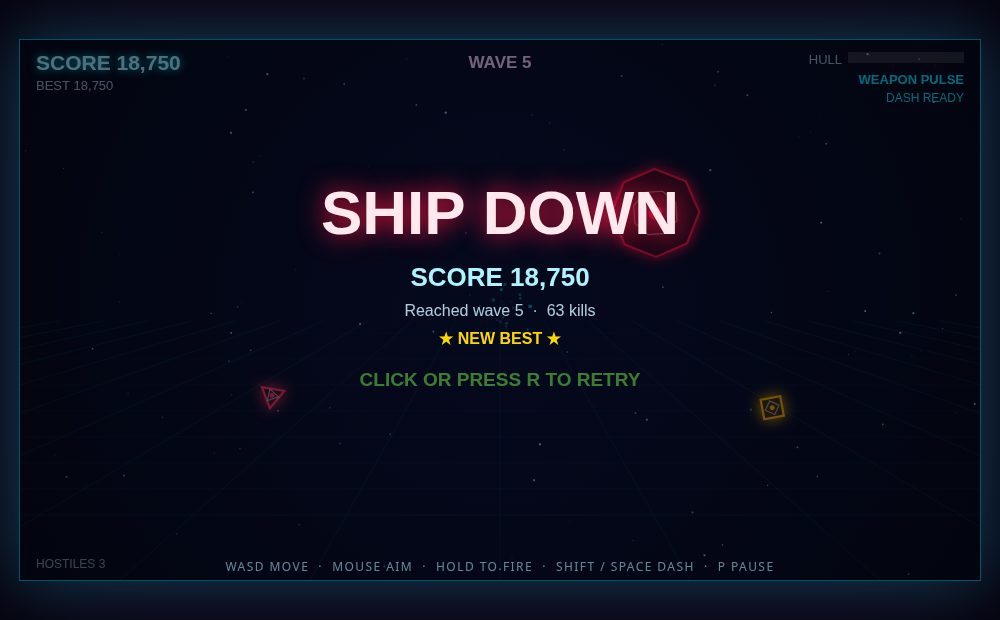 SCORE 18,750
BEST 18,750
WAVE 5
HULL
WEAPON PULSE
DASH READY
SHIP DOWN
SCORE 18,750
Reached wave 5 · 63 kills
★ NEW BEST ★
CLICK OR PRESS R TO RETRY
HOSTILES 3
WASD MOVE · MOUSE AIM · HOLD TO FIRE · SHIFT / SPACE DASH · P PAUSE